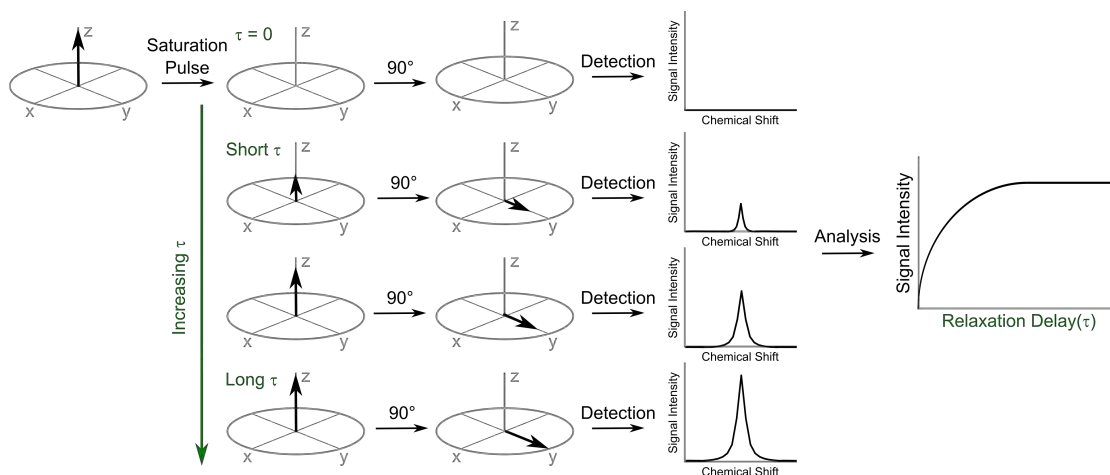 z
x
y
Saturation
Pulse
τ = 0
z
x
y
90°
z
x
y
Detection
Signal Intensity
Chemical Shift
Increasing τ
Short τ
z
x
y
90°
z
x
y
Detection
Signal Intensity
Chemical Shift
z
x
y
90°
z
x
y
Detection
Signal Intensity
Chemical Shift
Long τ
z
x
y
90°
z
x
y
Detection
Signal Intensity
Chemical Shift
Analysis
Signal Intensity
Relaxation Delay(τ)